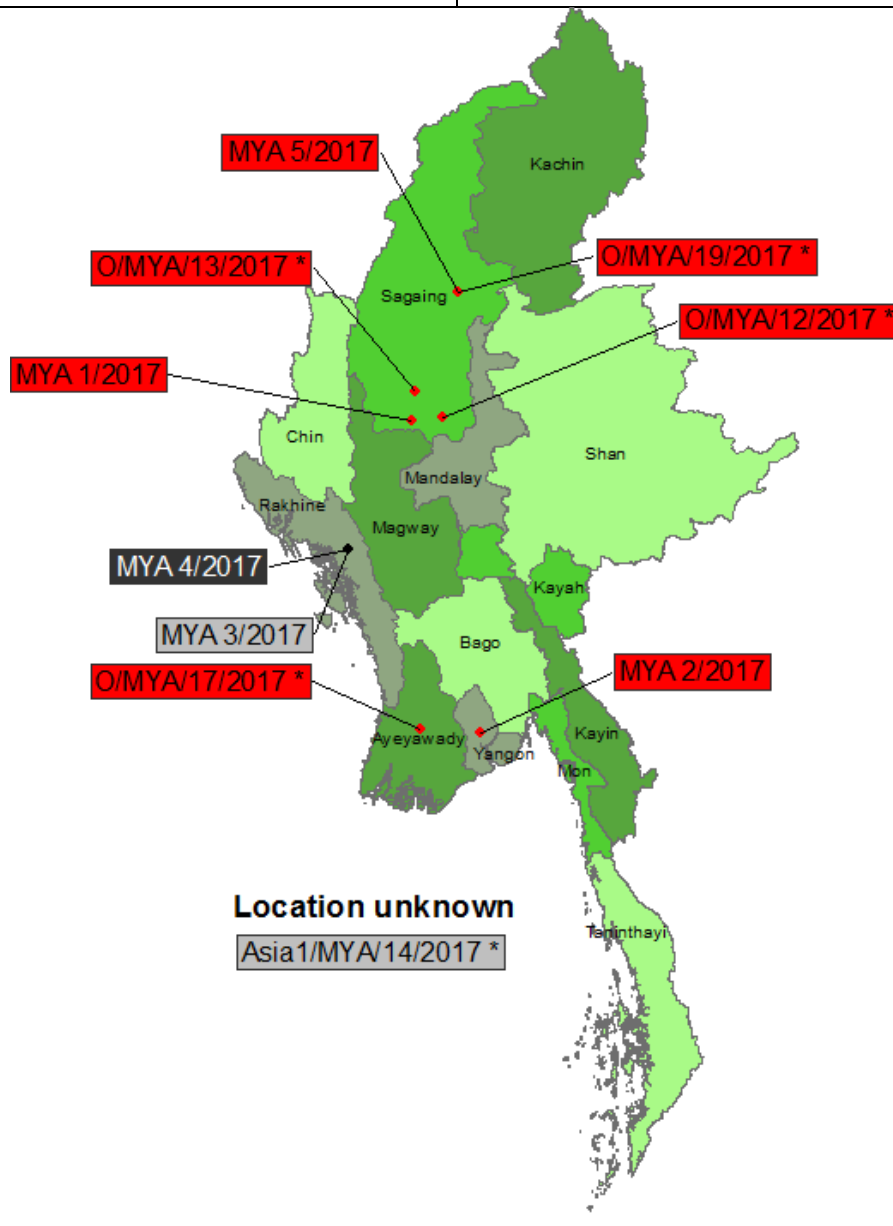 MYA 5/2017
Kachin
O/MYA/13/2017 *
O/MYA/19/2017 *
Sagaing
O/MYA/12/2017 *
MYA 1/2017
Chin
Shan
Mandalay
Rakhine
Magway
MYA 4/2017
Kayah
MYA 3/2017
Bago
O/MYA/17/2017 *
MYA 2/2017
Ayeyawady
Kayin
Yangon
Mon
Location unknown
Taninthayi
Asia1/MYA/14/2017 *